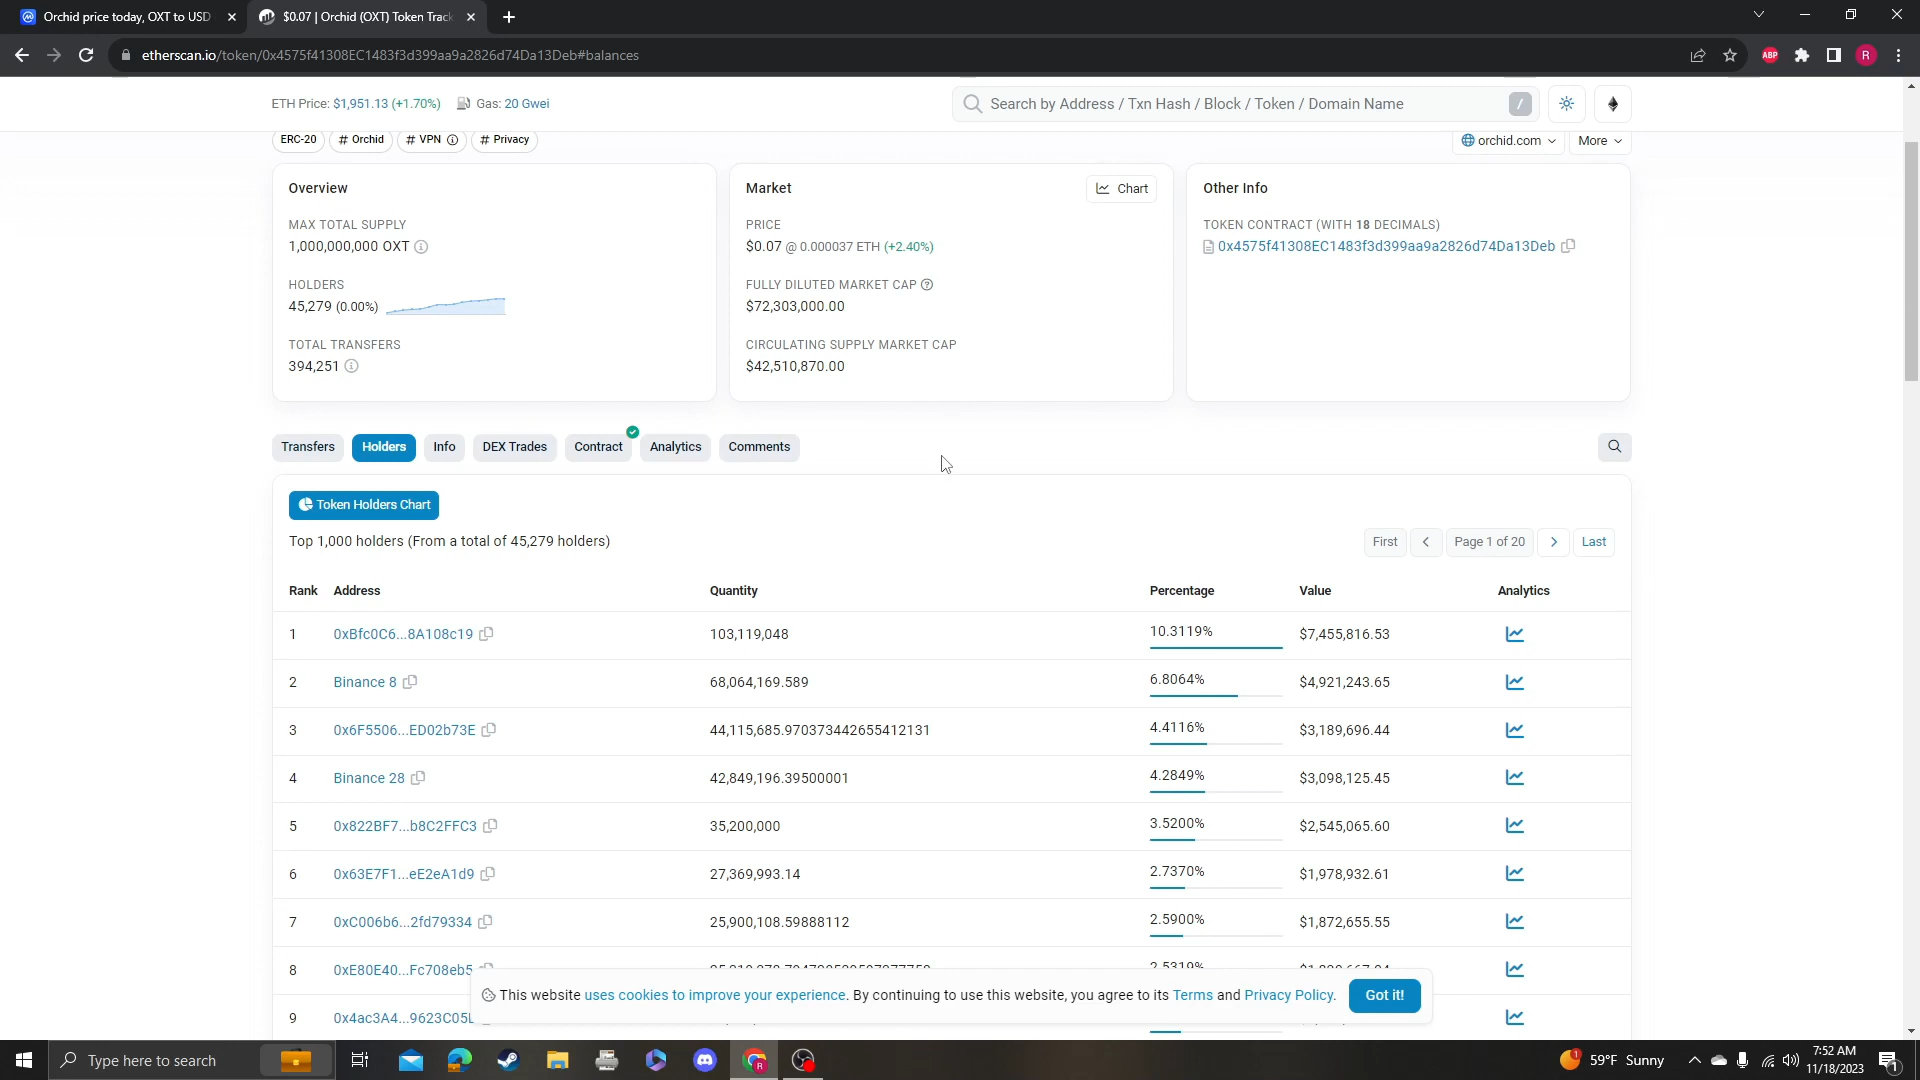 Orchid price today, OXT to USD
$0.07 | Orchid (OXT) Token Track
etherscan.io/token/0x4575f41308EC1483f3d399aa9a2826d74Da13Deb#balances
ABP
R
ETH Price: $1,951.13 (+1.70%) Gas: 20 Gwei
Search by Address / Txn Hash / Block / Token / Domain Name
/
ERC-20 # Orchid # VPN # Privacy
orchid.com
More
Overview
MAX TOTAL SUPPLY
1,000,000,000 OXT
HOLDERS
45,279 (0.00%)
TOTAL TRANSFERS
394,251
Market
Chart
PRICE
$0.07 @ 0.000037 ETH (+2.40%)
FULLY DILUTED MARKET CAP
$72,303,000.00
CIRCULATING SUPPLY MARKET CAP
$42,510,870.00
Other Info
TOKEN CONTRACT (WITH 18 DECIMALS)
0x4575f41308EC1483f3d399aa9a2826d74Da13Deb
Transfers Holders Info DEX Trades Contract Analytics Comments
Token Holders Chart
Top 1,000 holders (From a total of 45,279 holders)
First Page 1 of 20 Last
Rank Address Quantity Percentage Value Analytics
1 0xBfc0C6...8A108c19 103,119,048 10.3119% $7,455,816.53
2 Binance 8 68,064,169.589 6.8064% $4,921,243.65
3 0x6F5506...ED02b73E 44,115,685.970373442655412131 4.4116% $3,189,696.44
4 Binance 28 42,849,196.39500001 4.2849% $3,098,125.45
5 0x822BF7...b8C2FFC3 35,200,000 3.5200% $2,545,065.60
6 0x63E7F1...eE2eA1d9 27,369,993.14 2.7370% $1,978,932.61
7 0xC006b6...2fd79334 25,900,108.59888112 2.5900% $1,872,655.55
8 0xE80E40...Fc708eb5
9 0x4ac3A4...9623C05
This website uses cookies to improve your experience. By continuing to use this website, you agree to its Terms and Privacy Policy.
Got it!
Type here to search
R
1
59°F Sunny
7:52 AM
11/18/2023
1